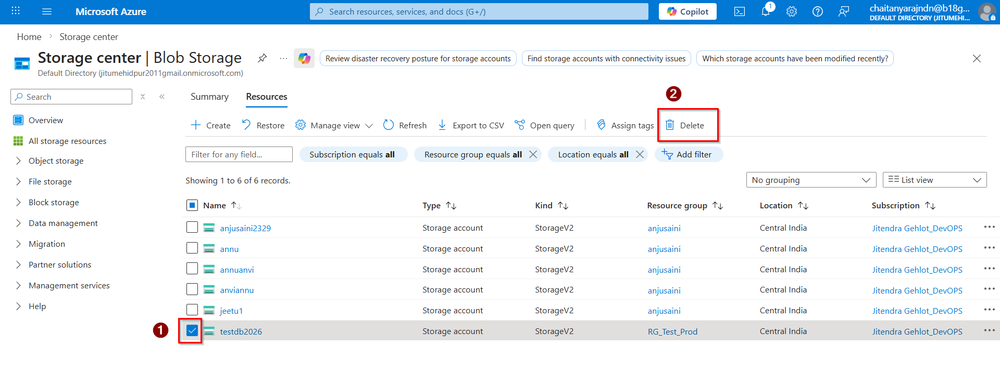 Microsoft Azure
Search resources, services, and docs (G+/)
Copilot
1
chaitanyarajndn@b18g...
DEFAULT DIRECTORY (JITUMEHI...
Home
Storage center
Storage center | Blob Storage
...
Review disaster recovery posture for storage accounts
Find storage accounts with connectivity issues
Which storage accounts have been modified recently?
Default Directory (jitumehidpur2011gmail.onmicrosoft.com)
Search
Overview
All storage resources
Object storage
File storage
Block storage
Data management
Migration
Partner solutions
Management services
Help
Summary
Resources
2
Create
Restore
Manage view
Refresh
Export to CSV
Open query
Assign tags
Delete
Filter for any field...
Subscription equals all
Resource group equals all
Location equals all
Add filter
Showing 1 to 6 of 6 records.
No grouping
List view
Name Type Kind Resource group Location Subscription
anjusaini2329 Storage account StorageV2 anjusaini Central India Jitendra Gehlot_DevOPS
annu Storage account StorageV2 anjusaini Central India Jitendra Gehlot_DevOPS
annuanvi Storage account StorageV2 anjusaini Central India Jitendra Gehlot_DevOPS
anviannu Storage account StorageV2 anjusaini Central India Jitendra Gehlot_DevOPS
jeetu1 Storage account StorageV2 anjusaini Central India Jitendra Gehlot_DevOPS
1 testdb2026 Storage account StorageV2 RG_Test_Prod Central India Jitendra Gehlot_DevOPS